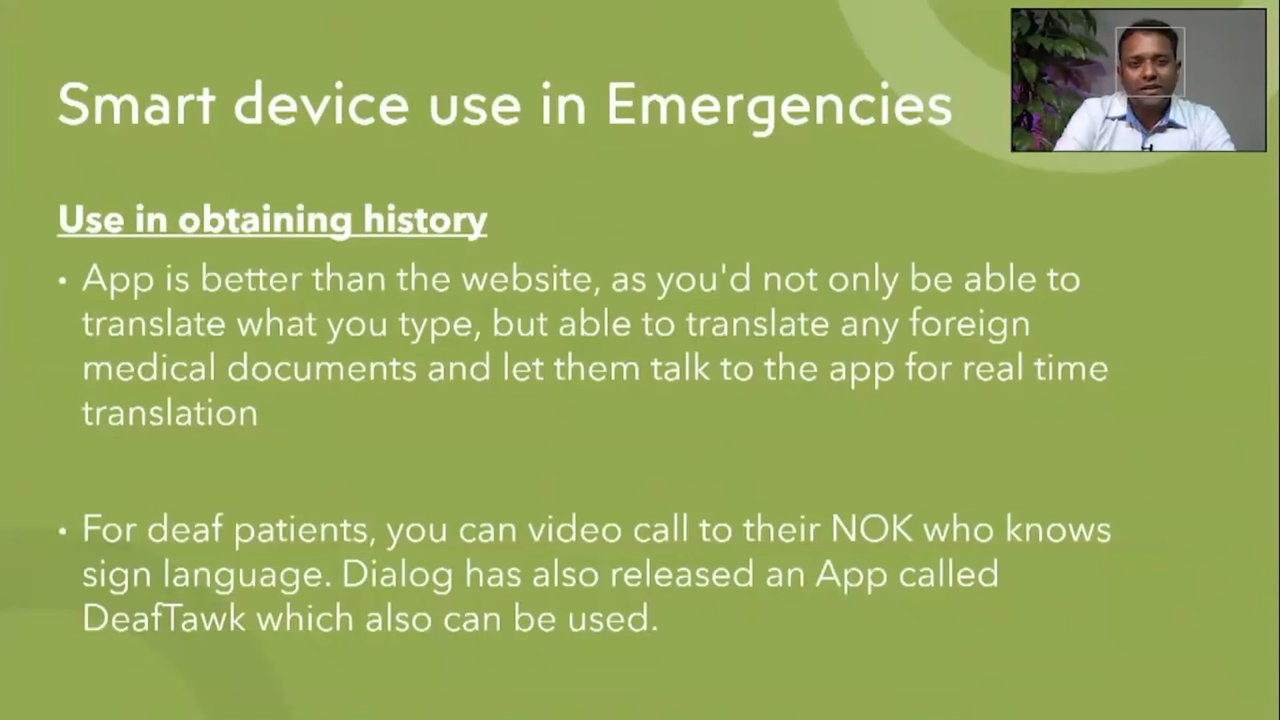 Smart device use in Emergencies
Use in obtaining history
• App is better than the website, as you'd not only be able to
translate what you type, but able to translate any foreign
medical documents and let them talk to the app for real time
translation
• For deaf patients, you can video call to their NOK who knows
sign language. Dialog has also released an App called
DeafTawk which also can be used.